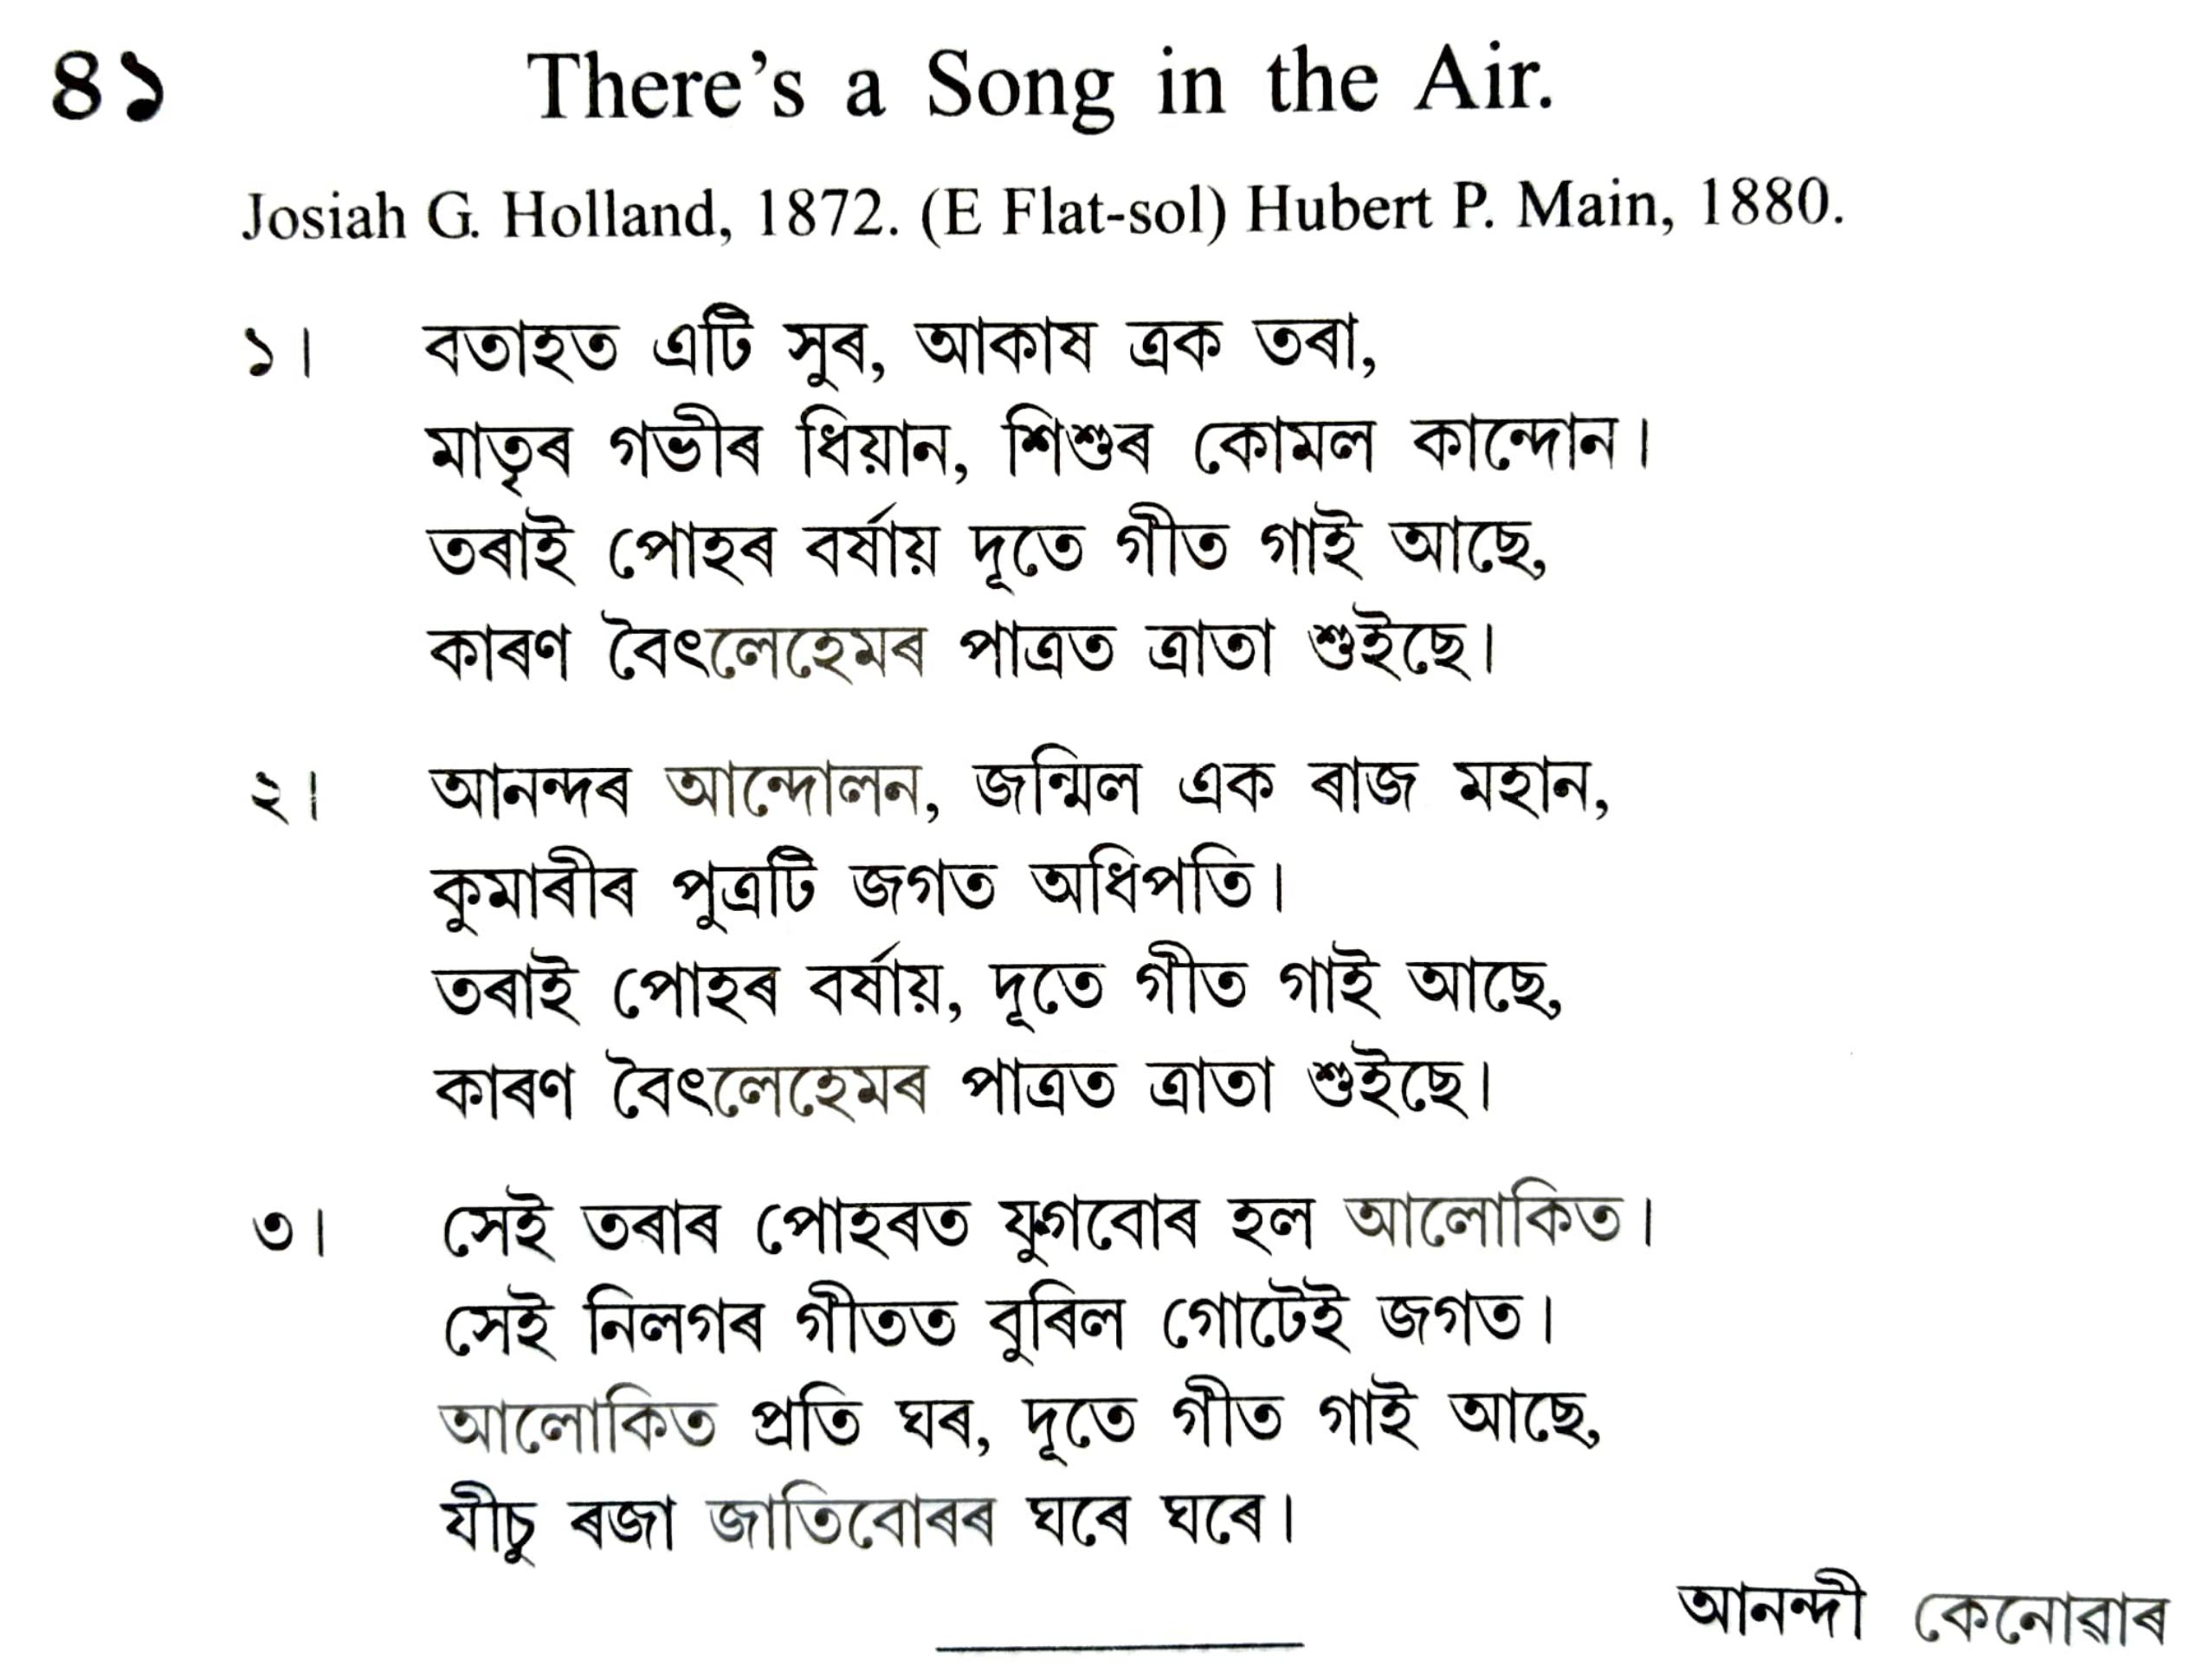 ৪১ There's a Song in the Air.
Josiah G. Holland, 1872. (E Flat-sol) Hubert P. Main, 1880.
১। বতাহত এটি সুৰ, আকাষ ত্ৰক তৰা,
মাতৃৰ গভীৰ ধিয়ান, শিশুৰ কোমল কান্দোন।
তৰাই পোহৰ বৰ্ষায় দূতে গীত গাই আছে,
কাৰণ বৈৎলেহেমৰ পাত্ৰত ত্ৰাতা শুইছে।
২। আনন্দৰ আন্দোলন, জন্মিল এক ৰাজ মহান,
কুমাৰীৰ পুত্ৰটি জগত অধিপতি।
তৰাই পোহৰ বৰ্ষায়, দূতে গীত গাই আছে,
কাৰণ বৈৎলেহেমৰ পাত্ৰত ত্ৰাতা শুইছে।
৩। সেই তৰাৰ পোহৰত যুগবোৰ হল আলোকিত।
সেই নিলগৰ গীতত বুৰিল গোটেই জগত।
আলোকিত প্ৰতি ঘৰ, দূতে গীত গাই আছে,
যীচু ৰজা জাতিবোৰৰ ঘৰে ঘৰে।
আনন্দী কেনোৱাৰ